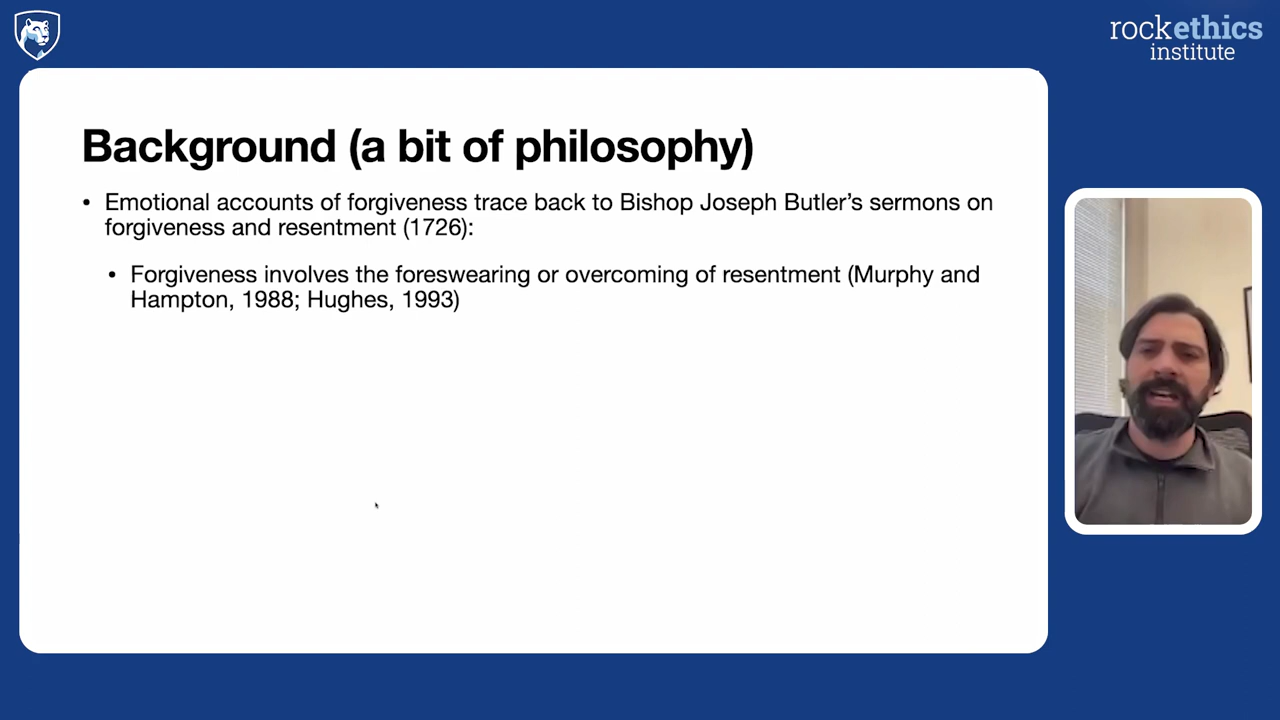 rockethics
institute
Background (a bit of philosophy)
• Emotional accounts of forgiveness trace back to Bishop Joseph Butler’s sermons on
forgiveness and resentment (1726):
• Forgiveness involves the foreswearing or overcoming of resentment (Murphy and
Hampton, 1988; Hughes, 1993)